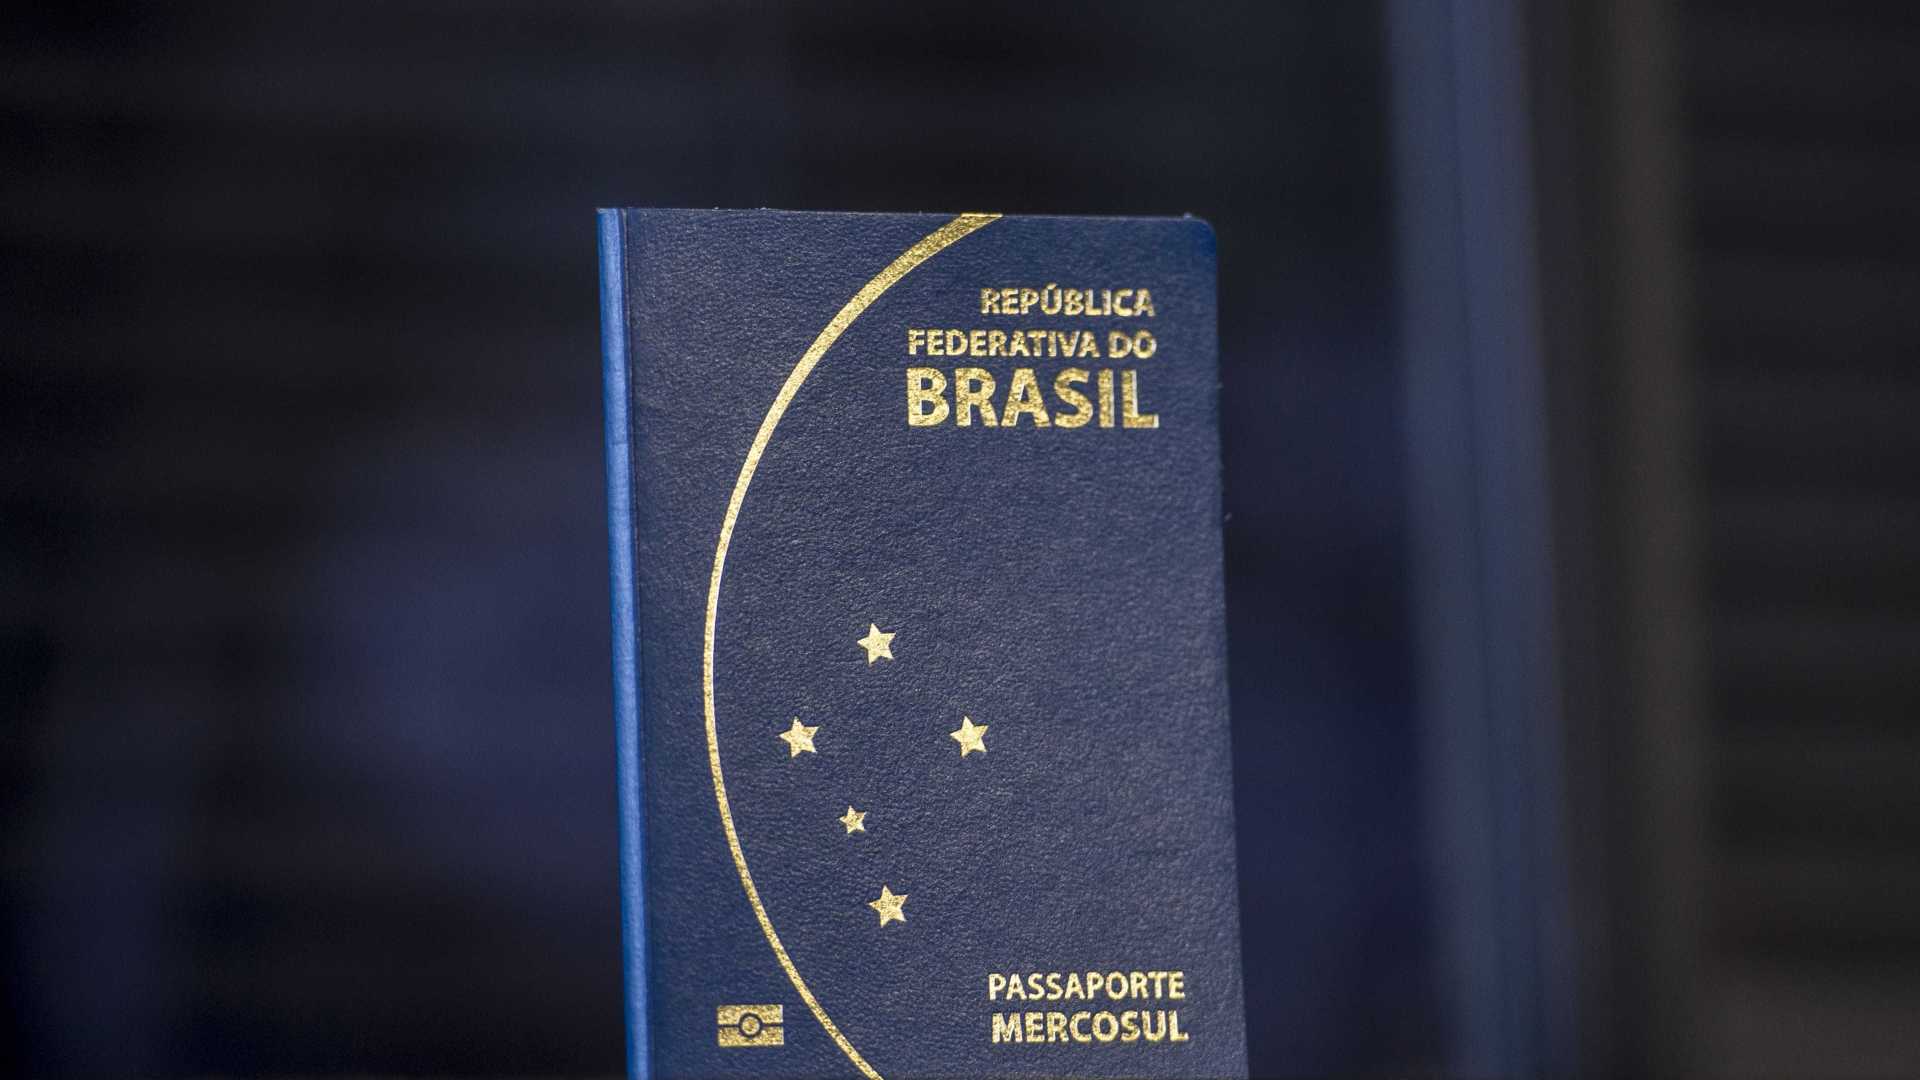 REPÚBLICA
FEDERATIVA DO
BRASIL
PASSAPORTE
MERCOSUL